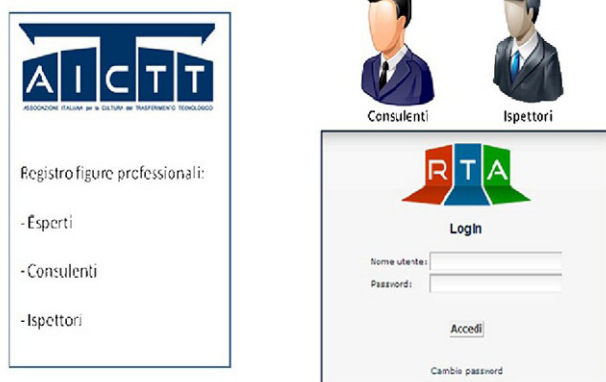 AICTT
ASSOCIAZIONE ITALIANA per la CULTURA del TRASFERIMENTO TECNOLOGICO
Registro figure professionali:
- Esperti
- Consulenti
- Ispettori
Consulenti
Ispettori
RTA
LogIn
Nome utente:
Password:
Accedi
Cambio password